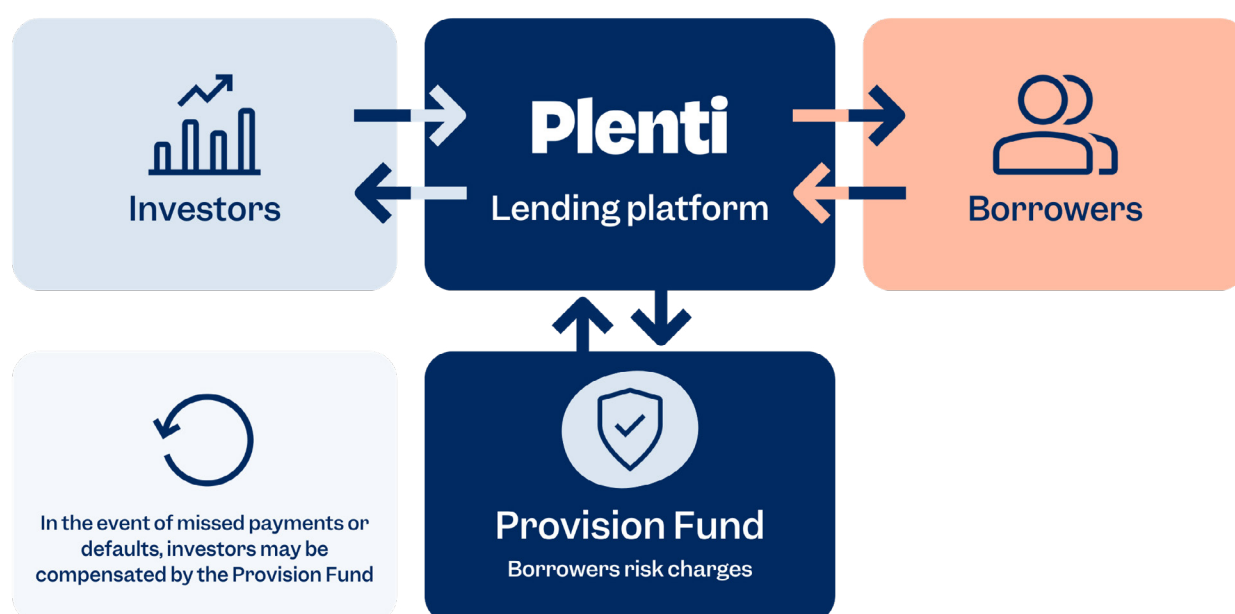 Investors
Plenti
Lending platform
Borrowers
In the event of missed payments or
defaults, investors may be
compensated by the Provision Fund
Provision Fund
Borrowers risk charges